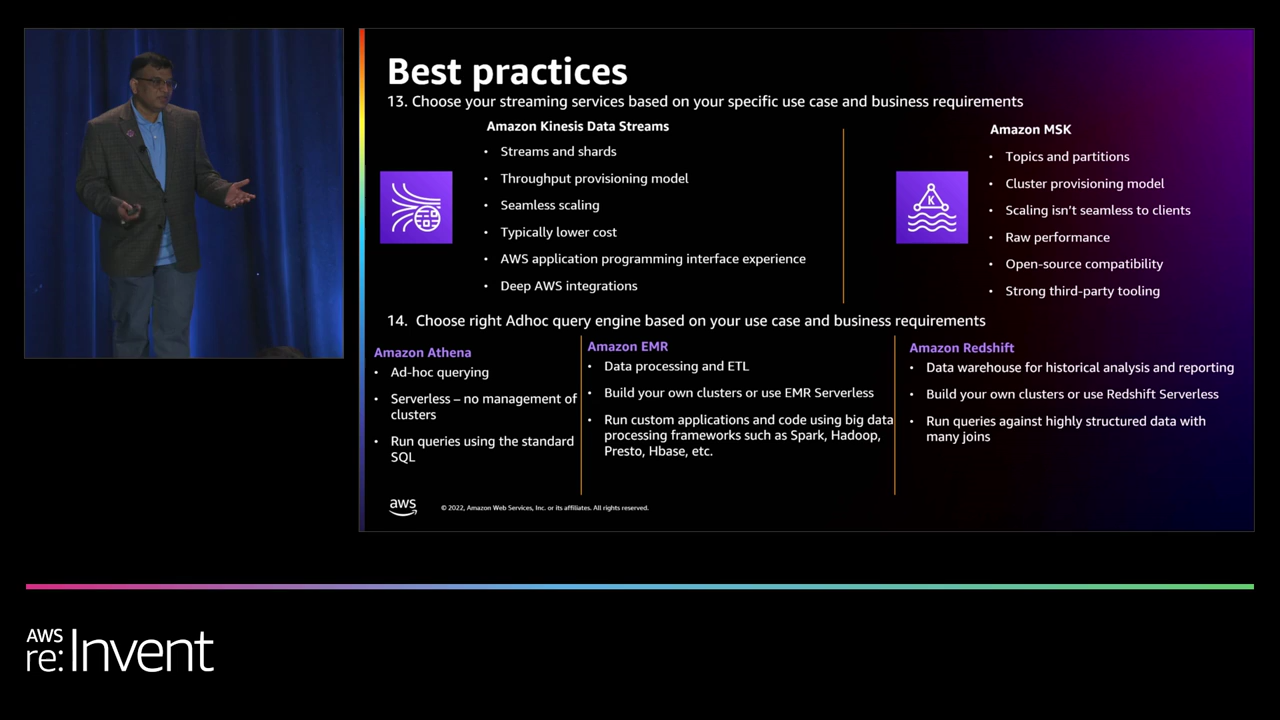 Best practices
13. Choose your streaming services based on your specific use case and business requirements
Amazon Kinesis Data Streams
• Streams and shards
• Throughput provisioning model
• Seamless scaling
• Typically lower cost
• AWS application programming interface experience
• Deep AWS integrations
Amazon MSK
K
• Topics and partitions
• Cluster provisioning model
• Scaling isn't seamless to clients
• Raw performance
• Open-source compatibility
• Strong third-party tooling
14. Choose right Adhoc query engine based on your use case and business requirements
Amazon Athena
• Ad-hoc querying
• Serverless – no management of
clusters
• Run queries using the standard
SQL
Amazon EMR
• Data processing and ETL
• Build your own clusters or use EMR Serverless
• Run custom applications and code using big data
processing frameworks such as Spark, Hadoop,
Presto, Hbase, etc.
Amazon Redshift
• Data warehouse for historical analysis and reporting
• Build your own clusters or use Redshift Serverless
• Run queries against highly structured data with
many joins
aws
© 2022, Amazon Web Services, Inc. or its affiliates. All rights reserved.
AWS
re:Invent